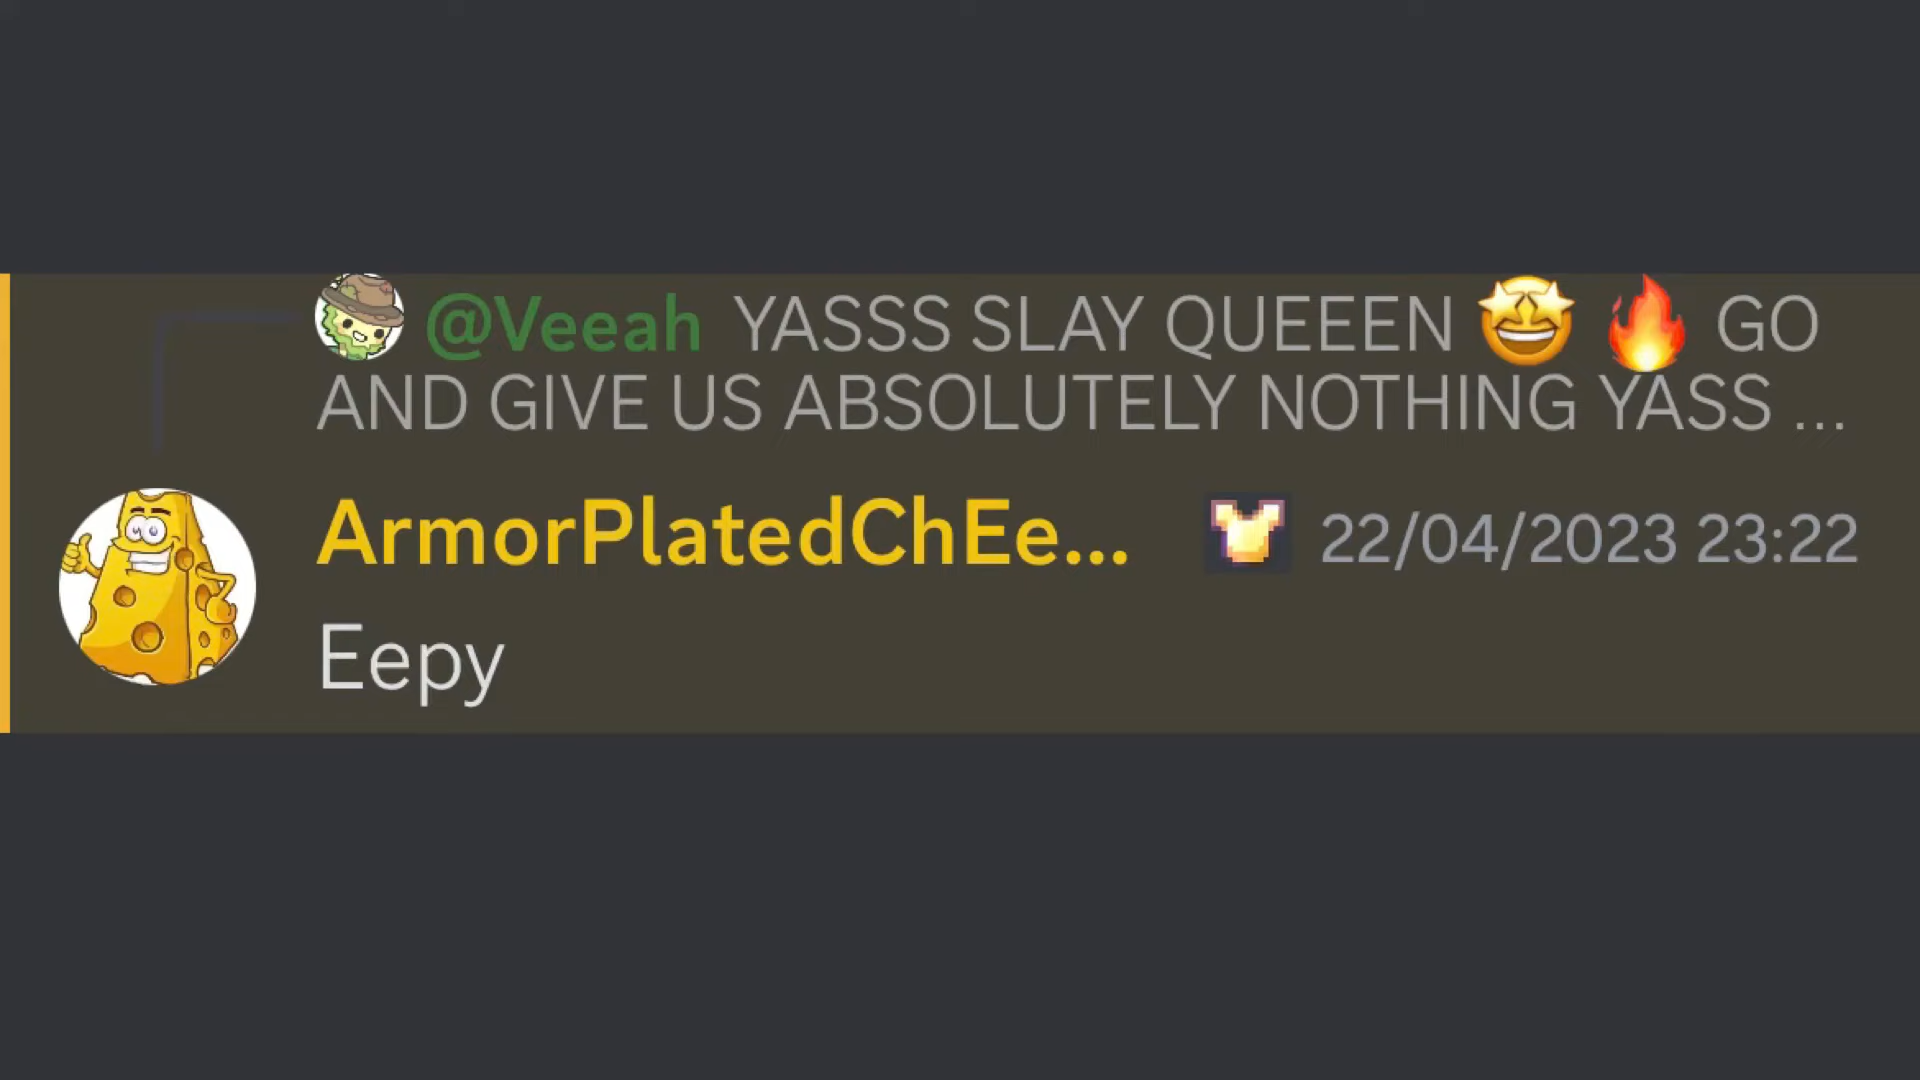 @Veeah YASSS SLAY QUEEEN 🤩 🔥 GO
AND GIVE US ABSOLUTELY NOTHING YASS ...
ArmorPlatedChEe... 22/04/2023 23:22
Eepy